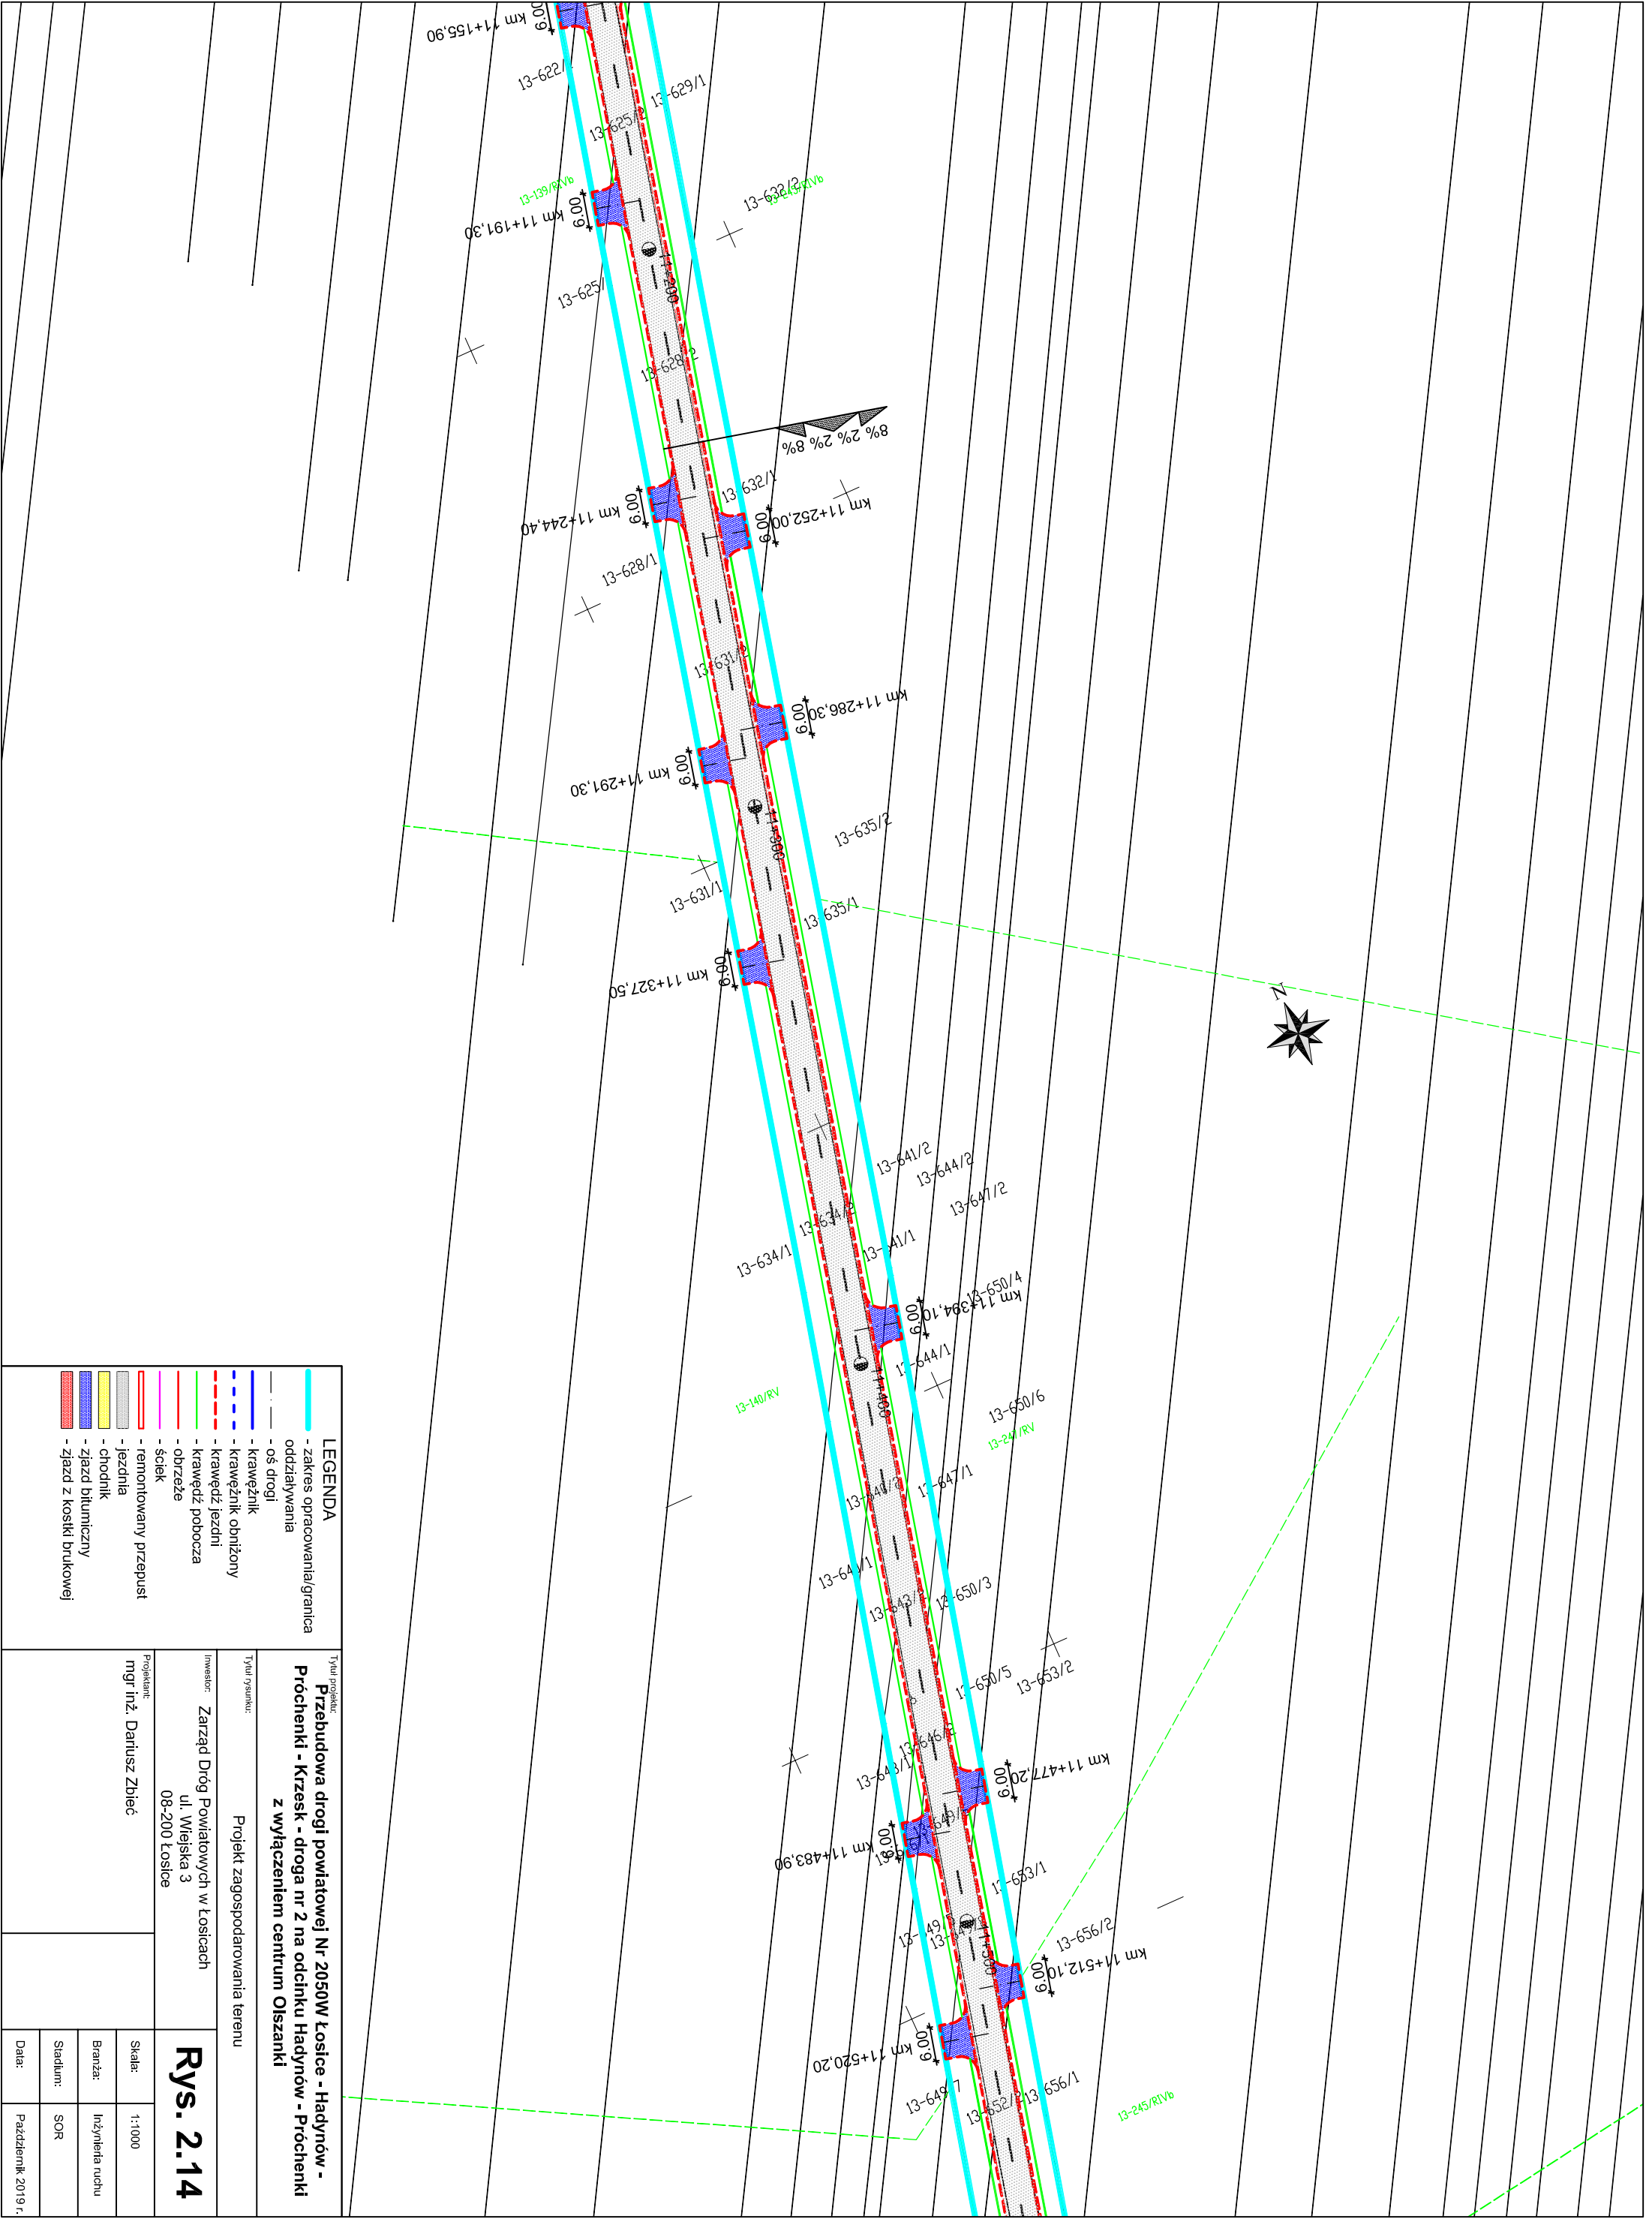 km 11+155,90
6.00
13-629/1
13-139/RIVb
km 11+191,30
6.00
13-632/2
11+200
13-628/2
8% 2% 2% 8%
13-632/1
km 11+244,40
6.00
km 11+252,00
6.00
13-628/1
13-631/2
km 11+286,30
6.00
km 11+291,30
6.00
11+300
13-635/2
13-631/1
13-635/1
km 11+327,50
6.00
N
13-641/2
13-644/2
13-647/2
13-634/2
13-634/1
13-641/1
13-650/4
km 11+394,10
6.00
13-644/1
11+400
13-140/RV
13-650/6
13-247/RV
13-647/1
13-650/3
13-650/5
13-653/2
km 11+477,20
6.00
km 11+483,90
6.00
13-653/1
11+500
13-656/2
km 11+512,10
6.00
km 11+520,20
6.00
13-656/1
13-245/RIVb
LEGENDA
- zakres opracowania/granica
oddziaływania
- oś drogi
- krawężnik
- krawężnik obniżony
- krawędź jezdni
- krawędź pobocza
- obrzeże
- ściek
- remontowany przepust
- jezdnia
- chodnik
- zjazd bitumiczny
- zjazd z kostki brukowej
Tytuł projektu:
Przebudowa drogi powiatowej Nr 2050W Łosice - Hadynów -
Próchenki - Krzesk - droga nr 2 na odcinku Hadynów - Próchenki
z wyłączeniem centrum Olszanki
Tytuł rysunku:
Projekt zagospodarowania terenu
Inwestor:
Zarząd Dróg Powiatowych w Łosicach
ul. Wiejska 3
08-200 Łosice
Rys. 2.14
Projektant:
mgr inż. Dariusz Zbieć
Skala:
1:1000
Branża:
Inżynieria ruchu
Stadium:
SOR
Data:
Październik 2019 r.